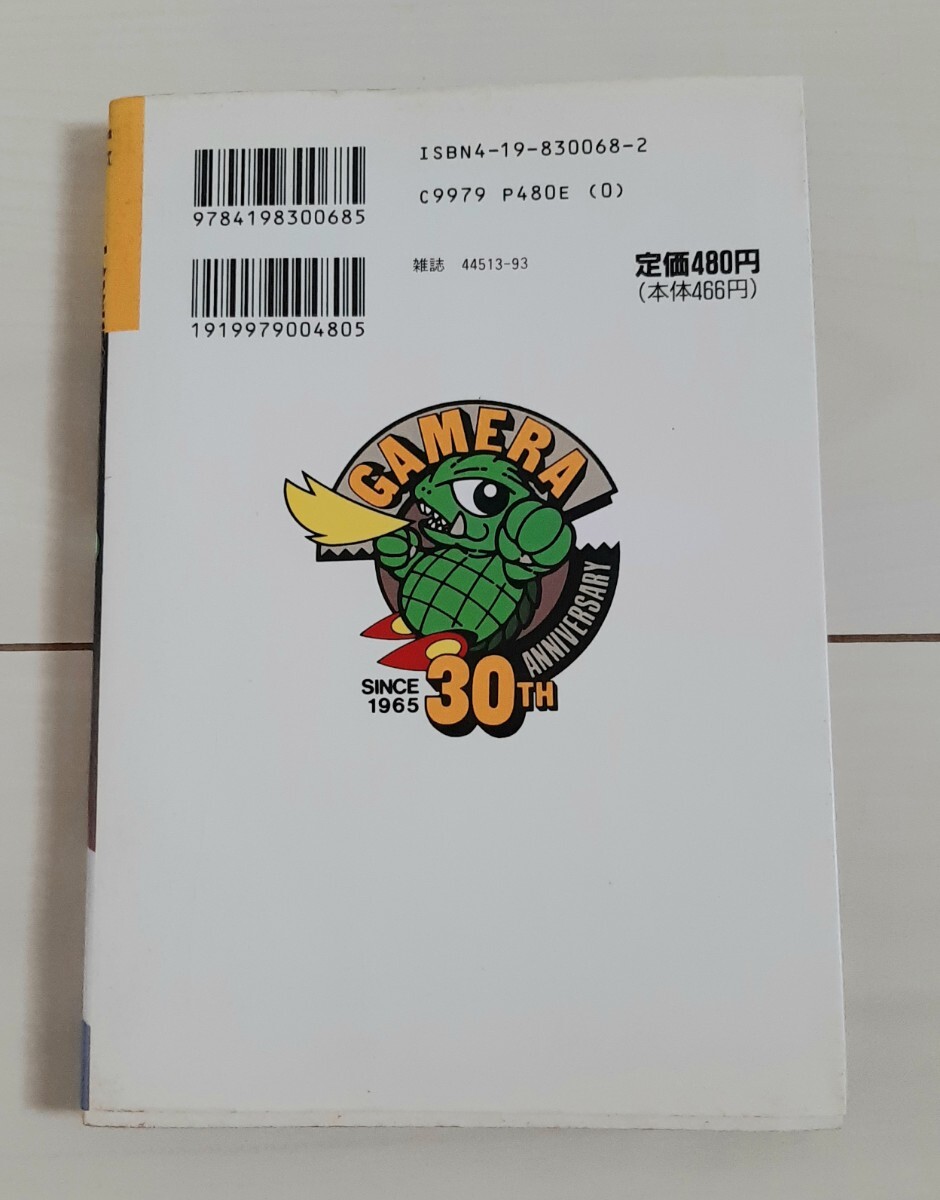 ISBN4-19-830068-2
9784198300685
C9979 P480E (0)
雑誌 44513-93
定価480円
(本体466円)
1919979004805
GAMERA
ANNIVERSARY
SINCE
1965
30TH